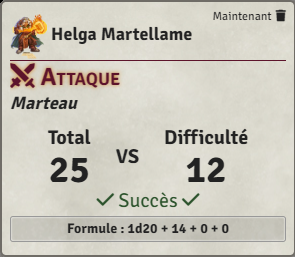 Maintenant
Helga Martellame
ATTAQUE
Marteau
Total
Difficulté
25
VS
12
Succès
Formule : 1d20 + 14 + 0 + 0